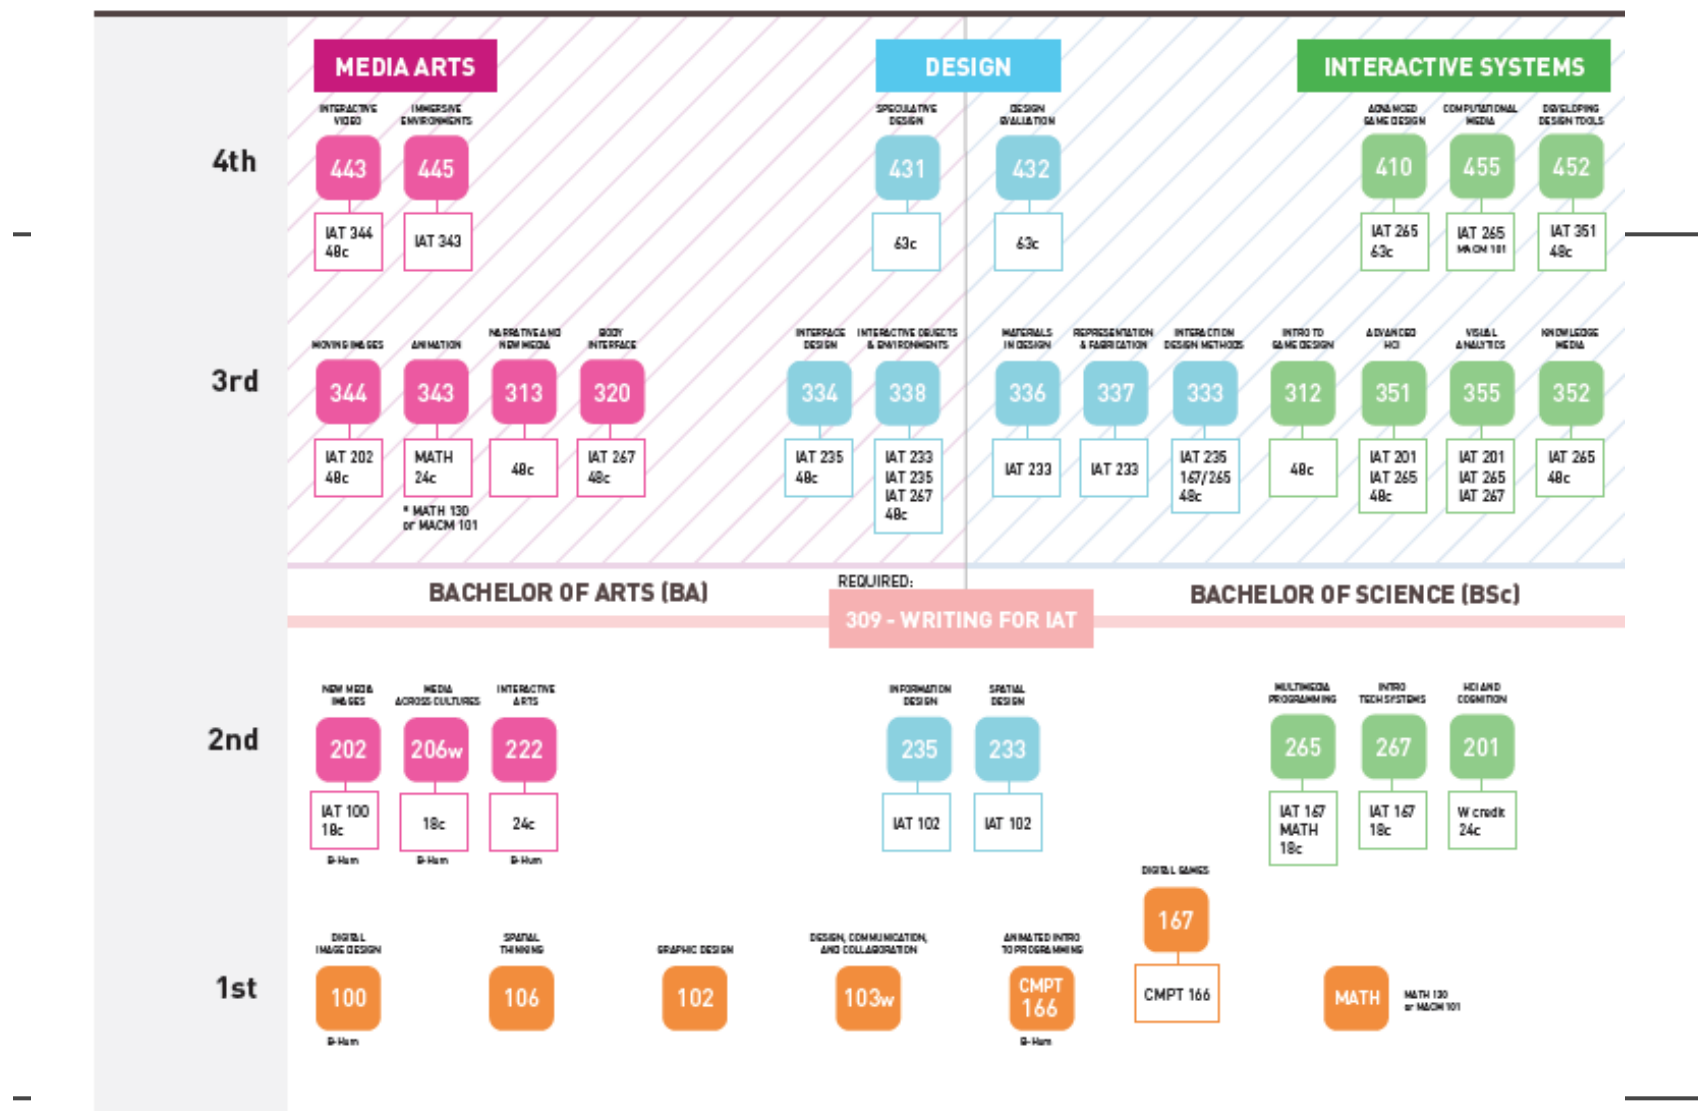 MEDIA ARTS
DESIGN
INTERACTIVE SYSTEMS
4th
INTERACTIVE
VIDEO
443
IAT 344
48c
IMMERSIVE
ENVIRONMENTS
445
IAT 343
SPECULATIVE
DESIGN
431
63c
DESIGN
EVALUATION
432
63c
ADVANCED
GAME DESIGN
410
IAT 265
63c
COMPUTATIONAL
MEDIA
455
IAT 265
MACM 101
DEVELOPING
DESIGN TOOLS
452
IAT 351
48c
3rd
MOVING IMAGES
344
IAT 202
48c
ANIMATION
343
MATH
24c
* MATH 130
or MACM 101
NARRATIVE AND
NEW MEDIA
313
48c
BODY
INTERFACE
320
IAT 267
48c
INTERFACE
DESIGN
334
IAT 235
48c
INTERACTIVE OBJECTS
& ENVIRONMENTS
338
IAT 233
IAT 235
IAT 267
48c
MATERIALS
IN DESIGN
336
IAT 233
REPRESENTATION
& FABRICATION
337
IAT 233
INTERACTION
DESIGN METHODS
333
IAT 235
167/265
48c
INTRO TO
GAME DESIGN
312
48c
ADVANCED
HCI
351
IAT 201
IAT 265
48c
VISUAL
ANALYTICS
355
IAT 201
IAT 265
IAT 267
KNOWLEDGE
MEDIA
352
IAT 265
48c
BACHELOR OF ARTS (BA)
REQUIRED:
309 - WRITING FOR IAT
BACHELOR OF SCIENCE (BSc)
2nd
NEW MEDIA
IMAGES
202
IAT 100
18c
B-Hum
MEDIA
ACROSS CULTURES
206w
18c
B-Hum
INTERACTIVE
ARTS
222
24c
B-Hum
INFORMATION
DESIGN
235
IAT 102
SPATIAL
DESIGN
233
IAT 102
MULTIMEDIA
PROGRAMMING
265
IAT 167
MATH
18c
INTRO
TECH SYSTEMS
267
IAT 167
18c
HCI AND
COGNITION
201
W credit
24c
1st
DIGITAL
IMAGE DESIGN
100
B-Hum
SPATIAL
THINKING
106
GRAPHIC DESIGN
102
DESIGN, COMMUNICATION,
AND COLLABORATION
103w
ANIMATED INTRO
TO PROGRAMMING
CMPT
166
B-Hum
DIGITAL GAMES
167
CMPT 166
MATH
MATH 130
or MACM 101